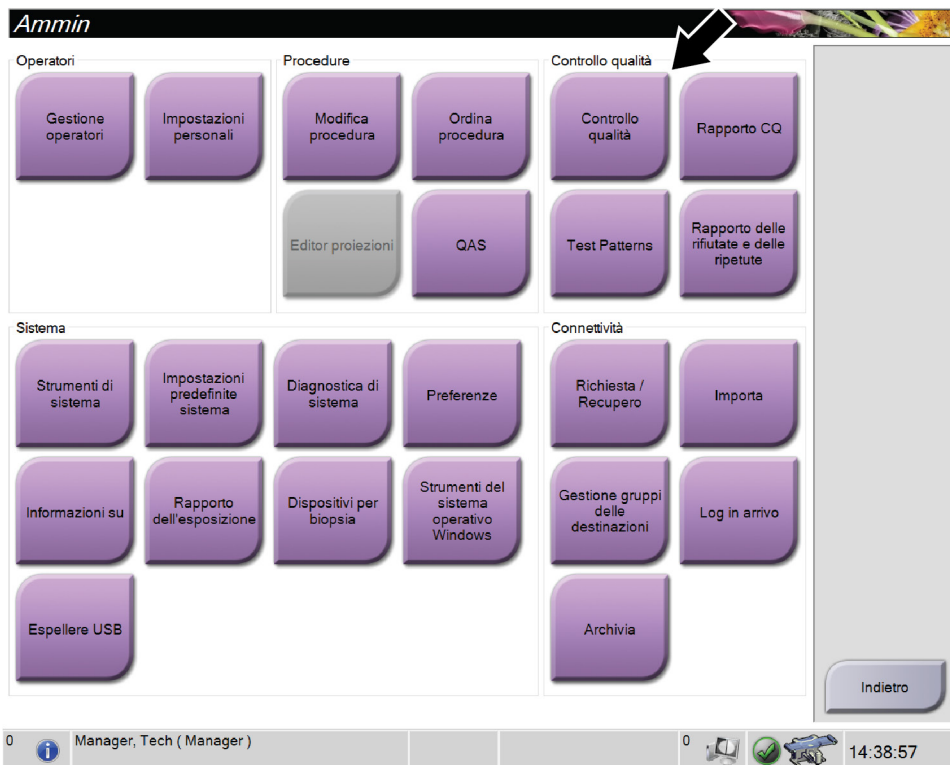 Ammin
Operatori
Gestione
operatori
Impostazioni
personali
Procedure
Modifica
procedura
Ordina
procedura
Editor proiezioni
QAS
Controllo qualità
Controllo
qualità
Rapporto CQ
Test Patterns
Rapporto delle
rifiutate e delle
ripetute
Sistema
Strumenti di
sistema
Impostazioni
predefinite
sistema
Diagnostica di
sistema
Preferenze
Informazioni su
Rapporto
dell'esposizione
Dispositivi per
biopsia
Strumenti del
sistema
operativo
Windows
Espellere USB
Connettività
Richiesta /
Recupero
Importa
Gestione gruppi
delle
destinazioni
Log in arrivo
Archivia
Indietro
0
Manager, Tech ( Manager )
0
14:38:57